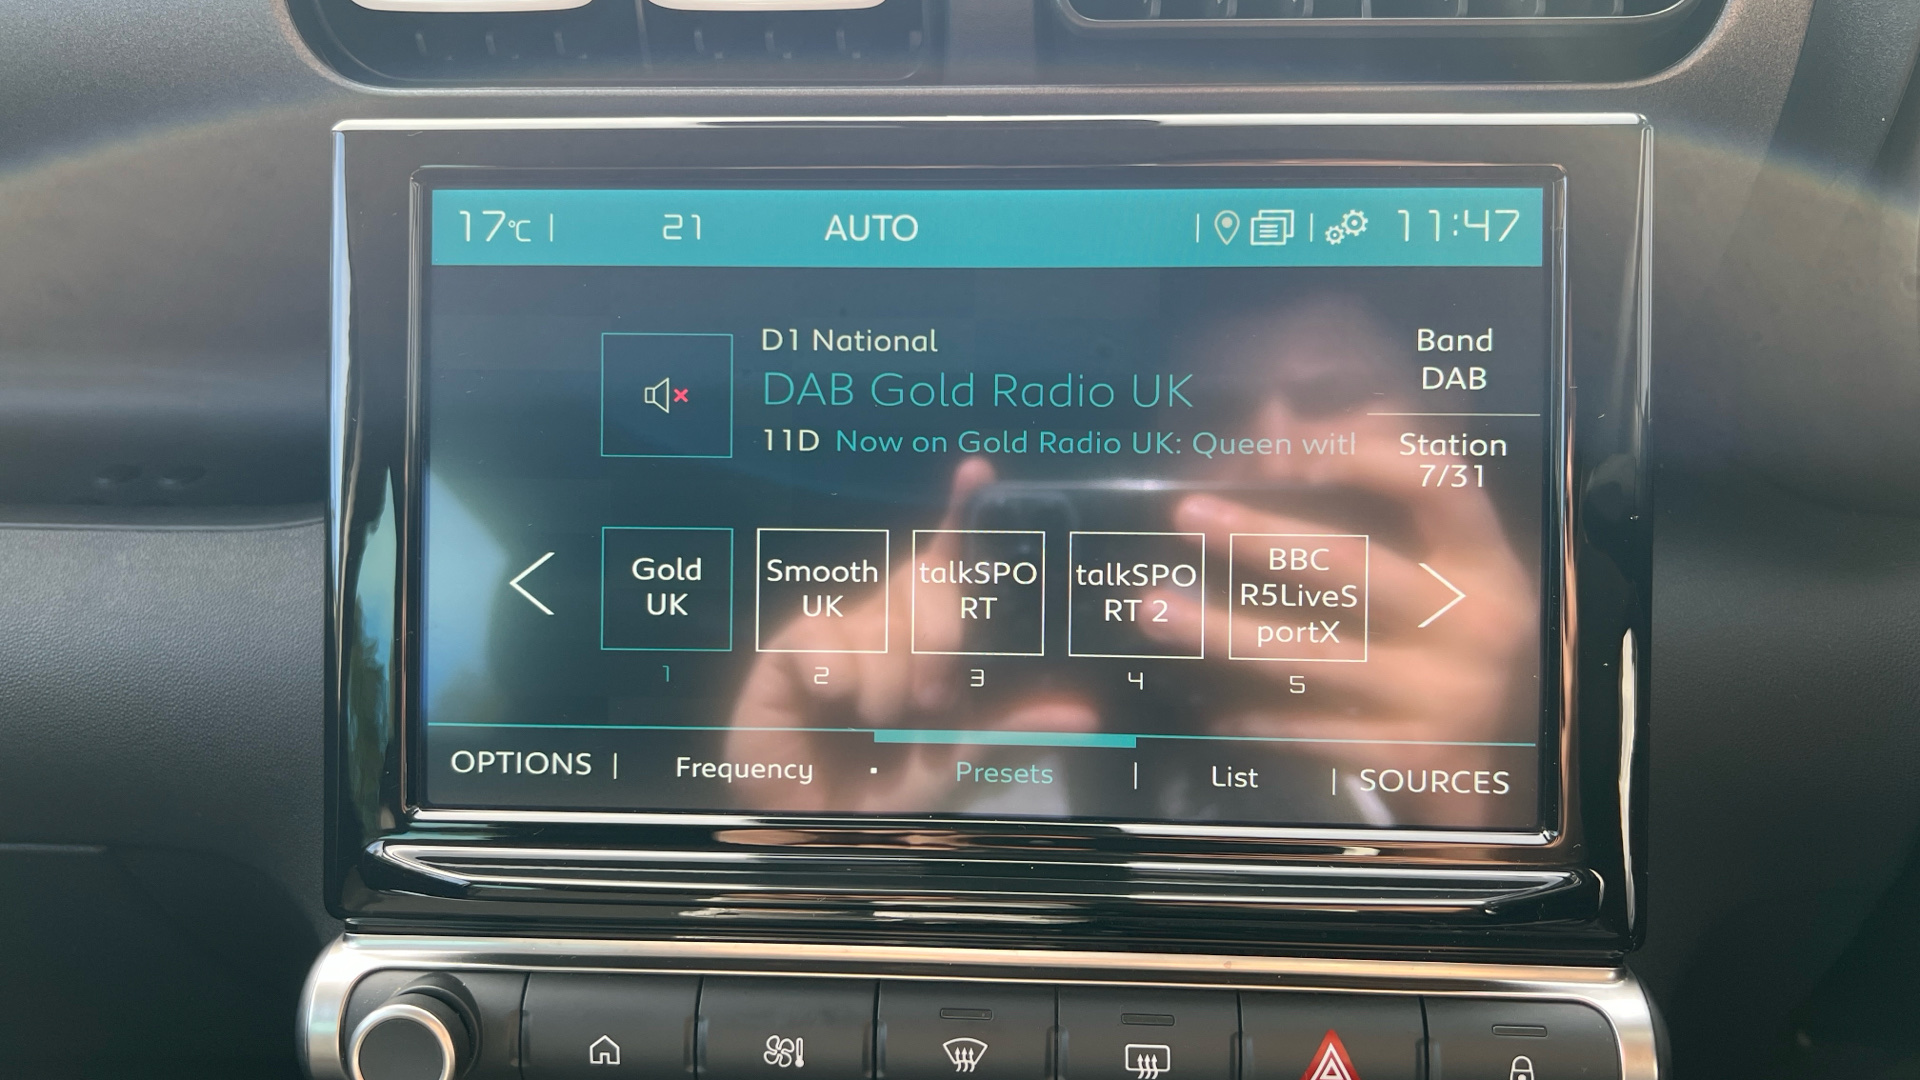 17°C | 21 AUTO | | 11:47
D1 National
DAB Gold Radio UK
11D Now on Gold Radio UK: Queen witl
Band
DAB
Station
7/31
Gold
UK
1
Smooth
UK
2
talkSPO
RT
3
talkSPO
RT 2
4
BBC
R5LiveS
portX
5
OPTIONS | Frequency · Presets | List | SOURCES